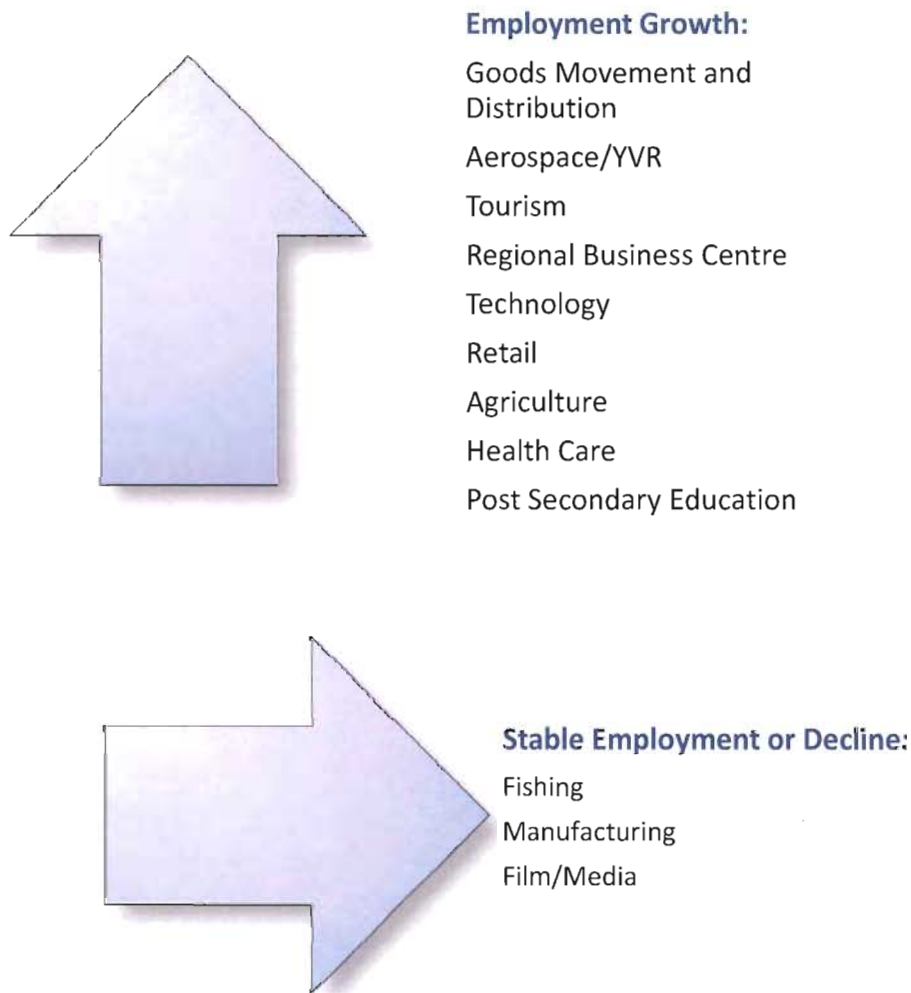 Employment Growth:
Goods Movement and
Distribution
Aerospace/YVR
Tourism
Regional Business Centre
Technology
Retail
Agriculture
Health Care
Post Secondary Education
Stable Employment or Decline:
Fishing
Manufacturing
Film/Media